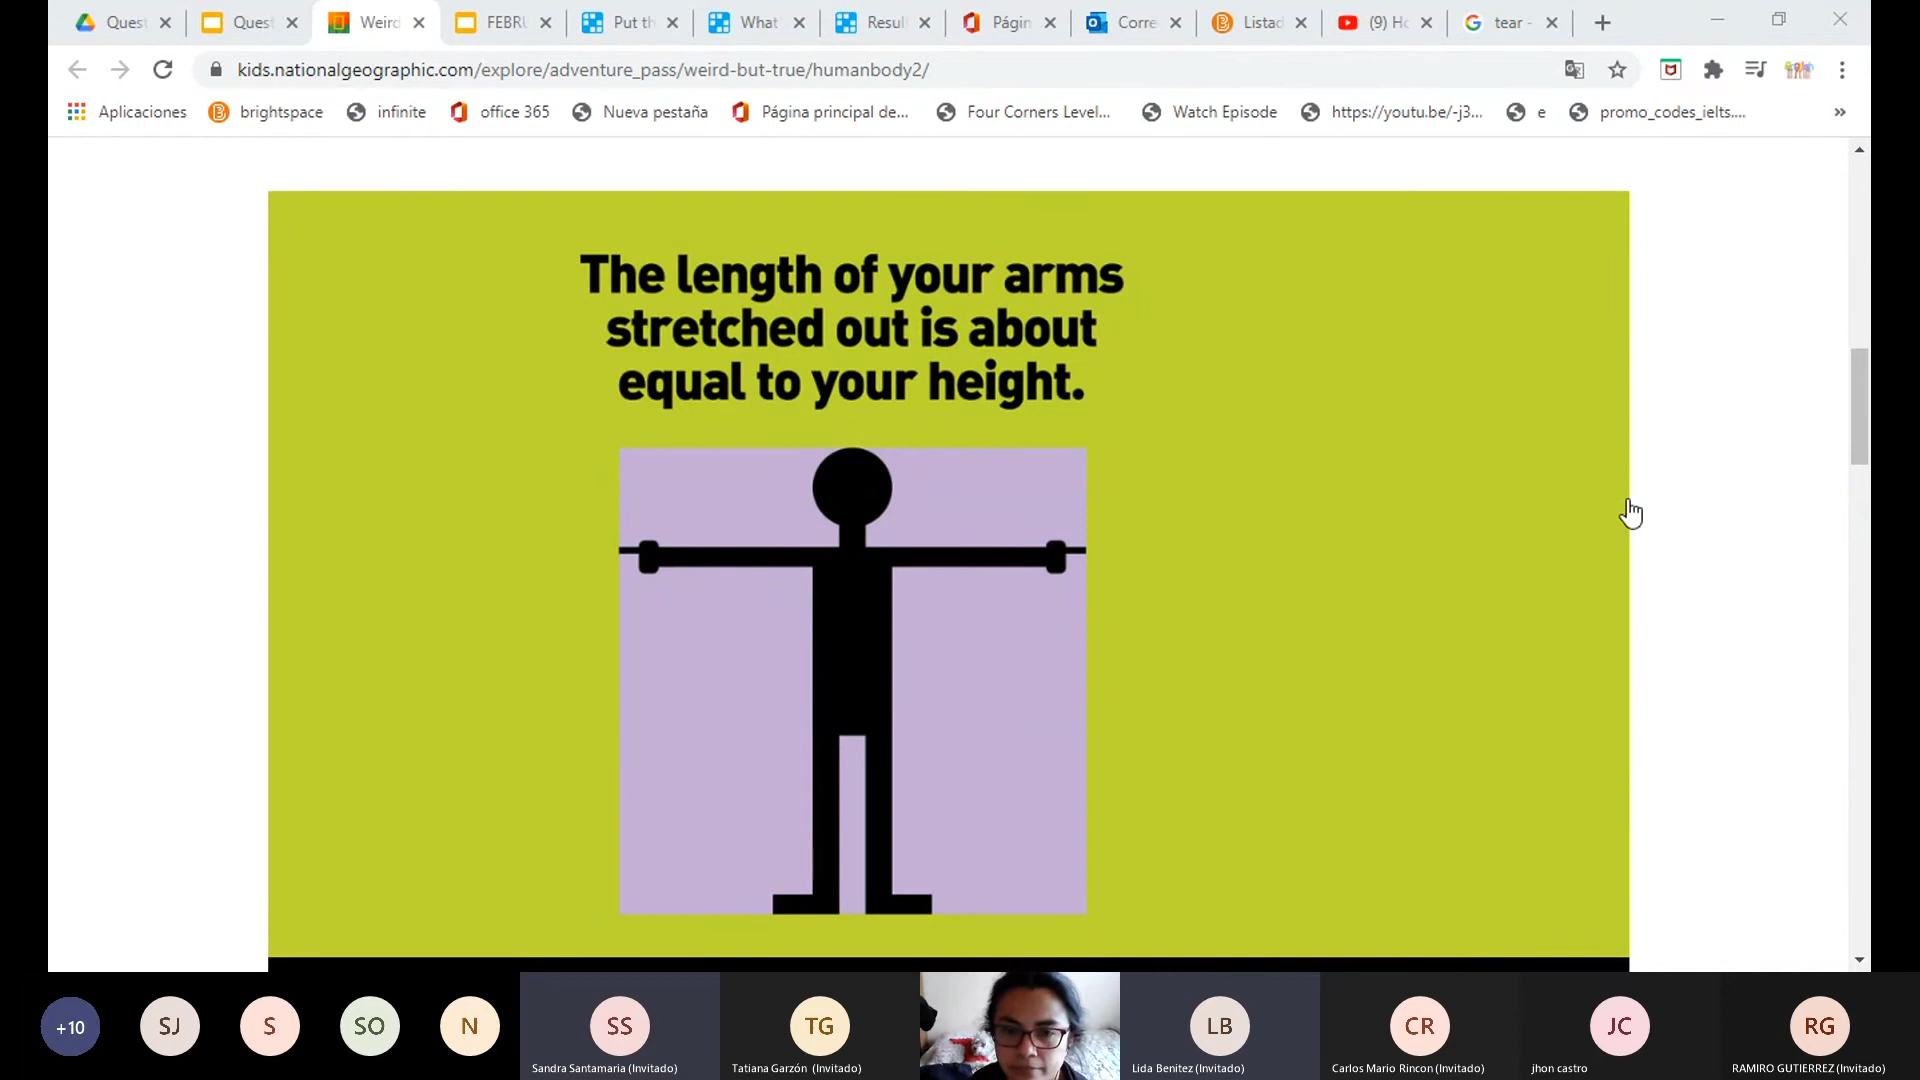 Quest
Quest
Weird
FEBRU
Put th
What
Resul
Págin
Corre
Listad
(9) Ho
tear -
kids.nationalgeographic.com/explore/adventure_pass/weird-but-true/humanbody2/
Aplicaciones
brightspace
infinite
office 365
Nueva pestaña
Página principal de...
Four Corners Level...
Watch Episode
https://youtu.be/-j3...
e
promo_codes_ielts....
»
The length of your arms
stretched out is about
equal to your height.
+10
SJ
S
SO
N
SS
TG
LB
CR
JC
RG
Sandra Santamaria (Invitado)
Tatiana Garzón (Invitado)
Lida Benitez (Invitado)
Carlos Mario Rincon (Invitado)
jhon castro
RAMIRO GUTIERREZ (Invitado)